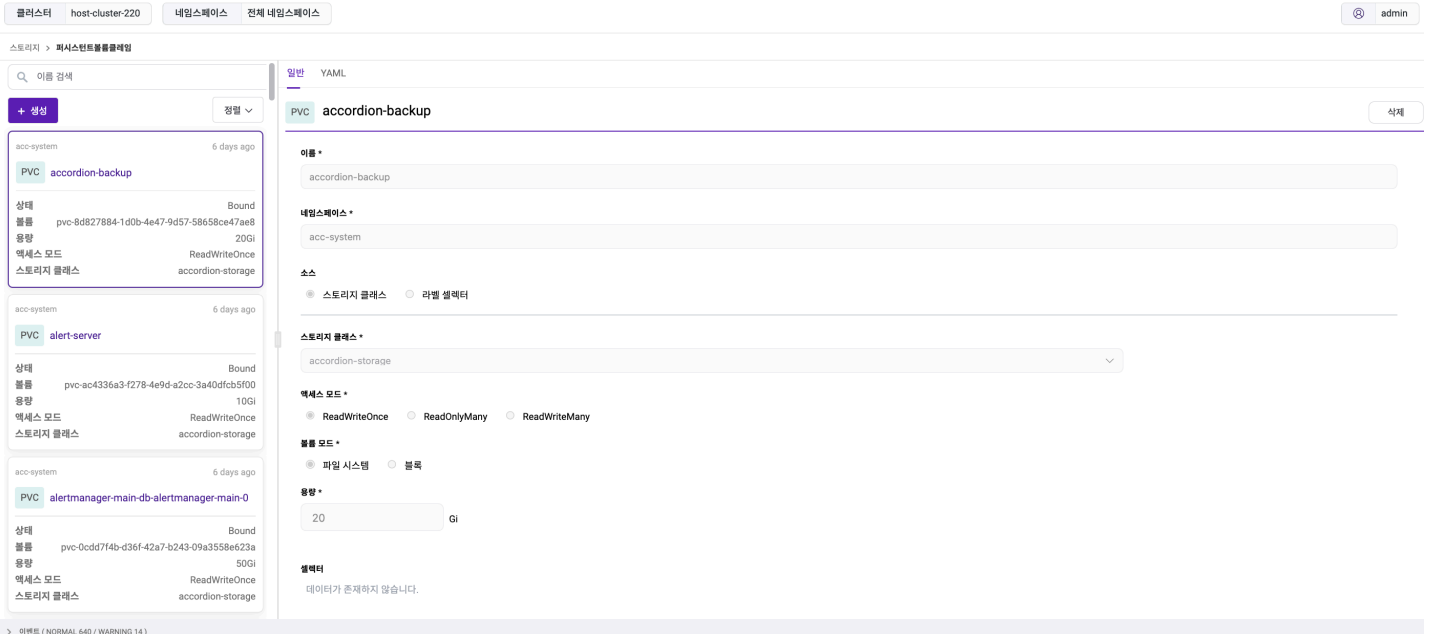 클러스터 host-cluster-220 네임스페이스 전체 네임스페이스 admin
스토리지 > 퍼시스턴트볼륨클레임
이름 검색
+ 생성 정렬
acc-system 6 days ago
PVC accordion-backup
상태 Bound
볼륨 pvc-8d827884-1d0b-4e47-9d57-58658ce47ae8
용량 20Gi
액세스 모드 ReadWriteOnce
스토리지 클래스 accordion-storage
acc-system 6 days ago
PVC alert-server
상태 Bound
볼륨 pvc-ac4336a3-f278-4e9d-a2cc-3a40dfcb5f00
용량 10Gi
액세스 모드 ReadWriteOnce
스토리지 클래스 accordion-storage
acc-system 6 days ago
PVC alertmanager-main-db-alertmanager-main-0
상태 Bound
볼륨 pvc-0cdd7f4b-d36f-42a7-b243-09a3558e623a
용량 50Gi
액세스 모드 ReadWriteOnce
스토리지 클래스 accordion-storage
일반 YAML
PVC accordion-backup 삭제
이름 *
accordion-backup
네임스페이스 *
acc-system
소스
스토리지 클래스 라벨 셀렉터
스토리지 클래스 *
accordion-storage
액세스 모드 *
ReadWriteOnce ReadOnlyMany ReadWriteMany
볼륨 모드 *
파일 시스템 블록
용량 *
20 Gi
셀렉터
데이터가 존재하지 않습니다.
> 이벤트 ( NORMAL 640 / WARNING 14 )